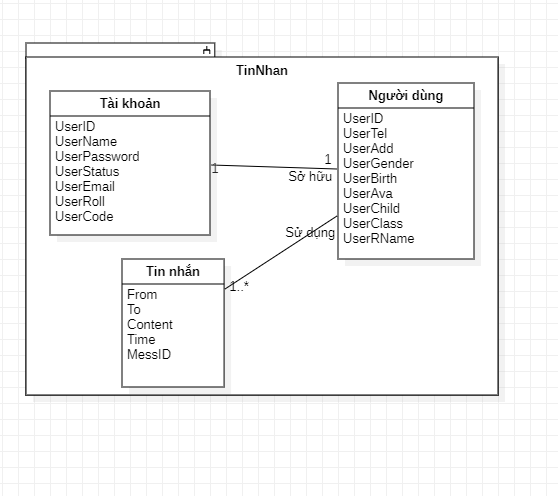 TinNhan
Tài khoản
UserID
UserName
UserPassword
UserStatus
UserEmail
UserRoll
UserCode
Người dùng
UserID
UserTel
UserAdd
UserGender
UserBirth
UserAva
UserChild
UserClass
UserRName
1
1
Sở hữu
Sử dụng
1..*
Tin nhắn
From
To
Content
Time
MessID